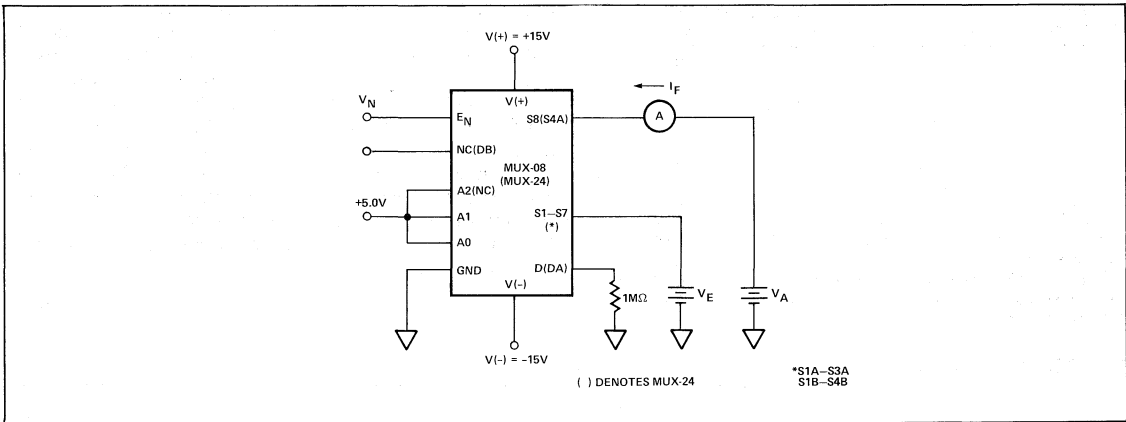 V(+) = +15V
V(+)
I_F
V_N
E_N
S8(S4A)
A
NC(DB)
MUX-08
(MUX-24)
A2(NC)
+5.0V
A1
S1–S7
(*)
A0
GND
D(DA)
V(–)
1MΩ
V_E
V_A
V(–) = –15V
( ) DENOTES MUX-24
*S1A–S3A
S1B–S4B